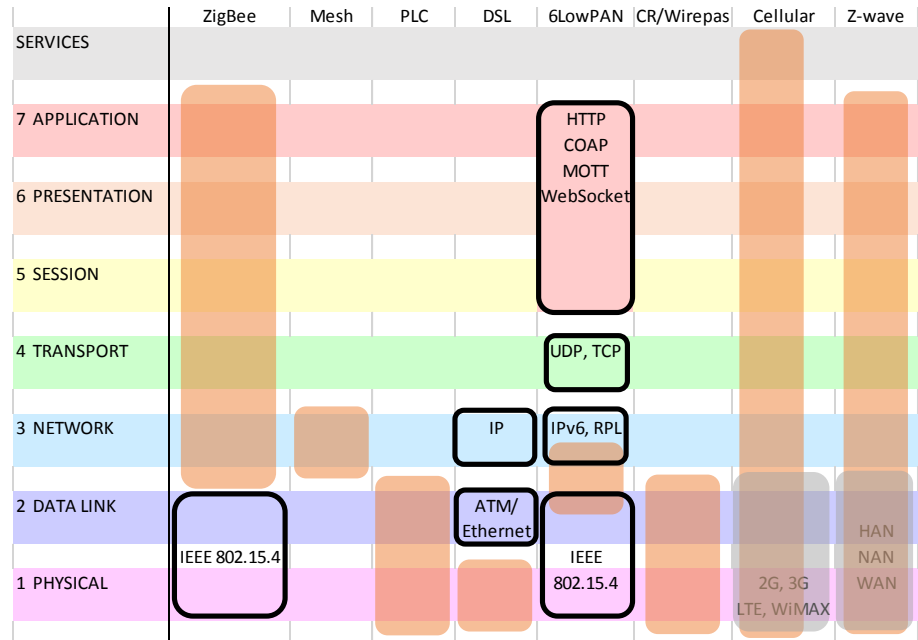 ZigBee Mesh PLC DSL 6LowPAN CR/Wirepas Cellular Z-wave
SERVICES
7 APPLICATION HTTP
COAP
MOTT
6 PRESENTATION WebSocket
5 SESSION
4 TRANSPORT UDP, TCP
3 NETWORK IP IPv6, RPL
2 DATA LINK ATM/
Ethernet HAN
IEEE 802.15.4 IEEE NAN
1 PHYSICAL 802.15.4 2G, 3G WAN
LTE, WiMAX